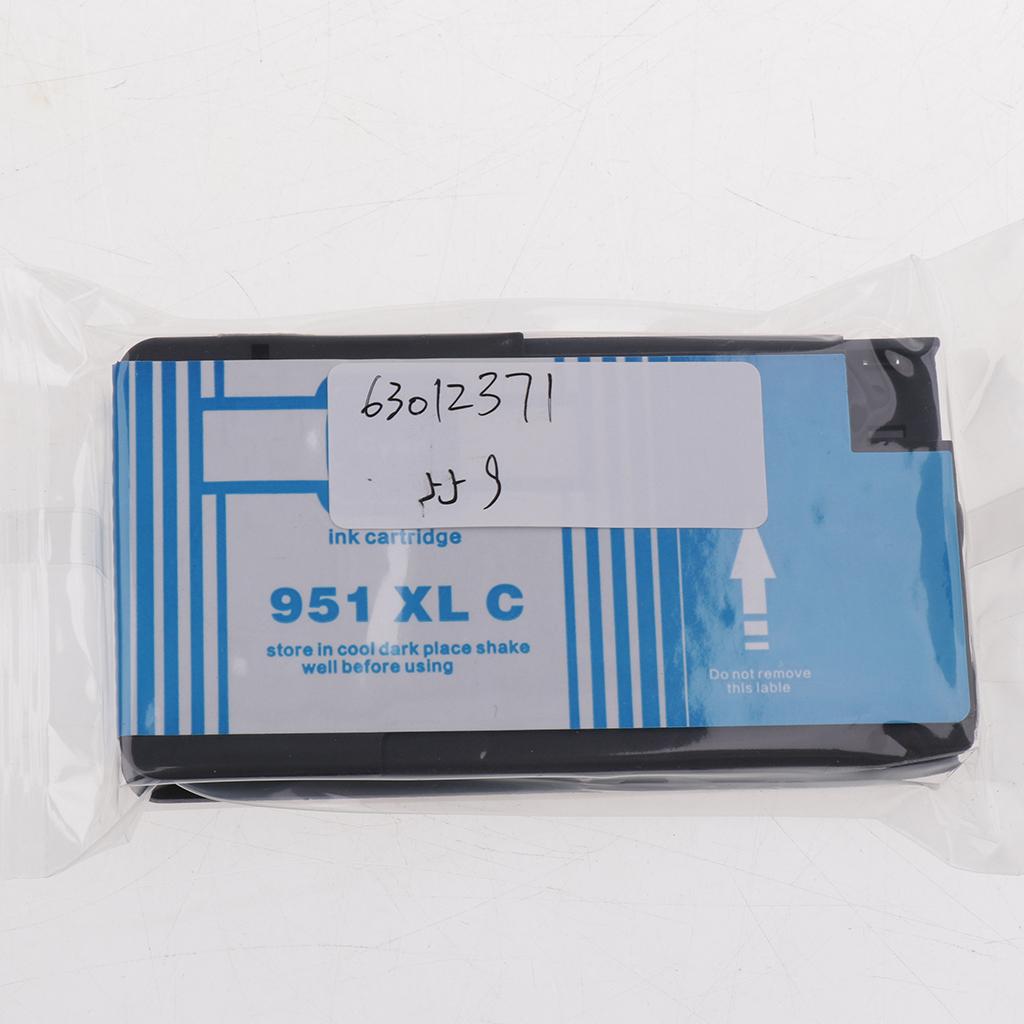 63012371
559
ink cartridge
951 XL C
store in cool dark place shake
well before using
Do not remove
this lable